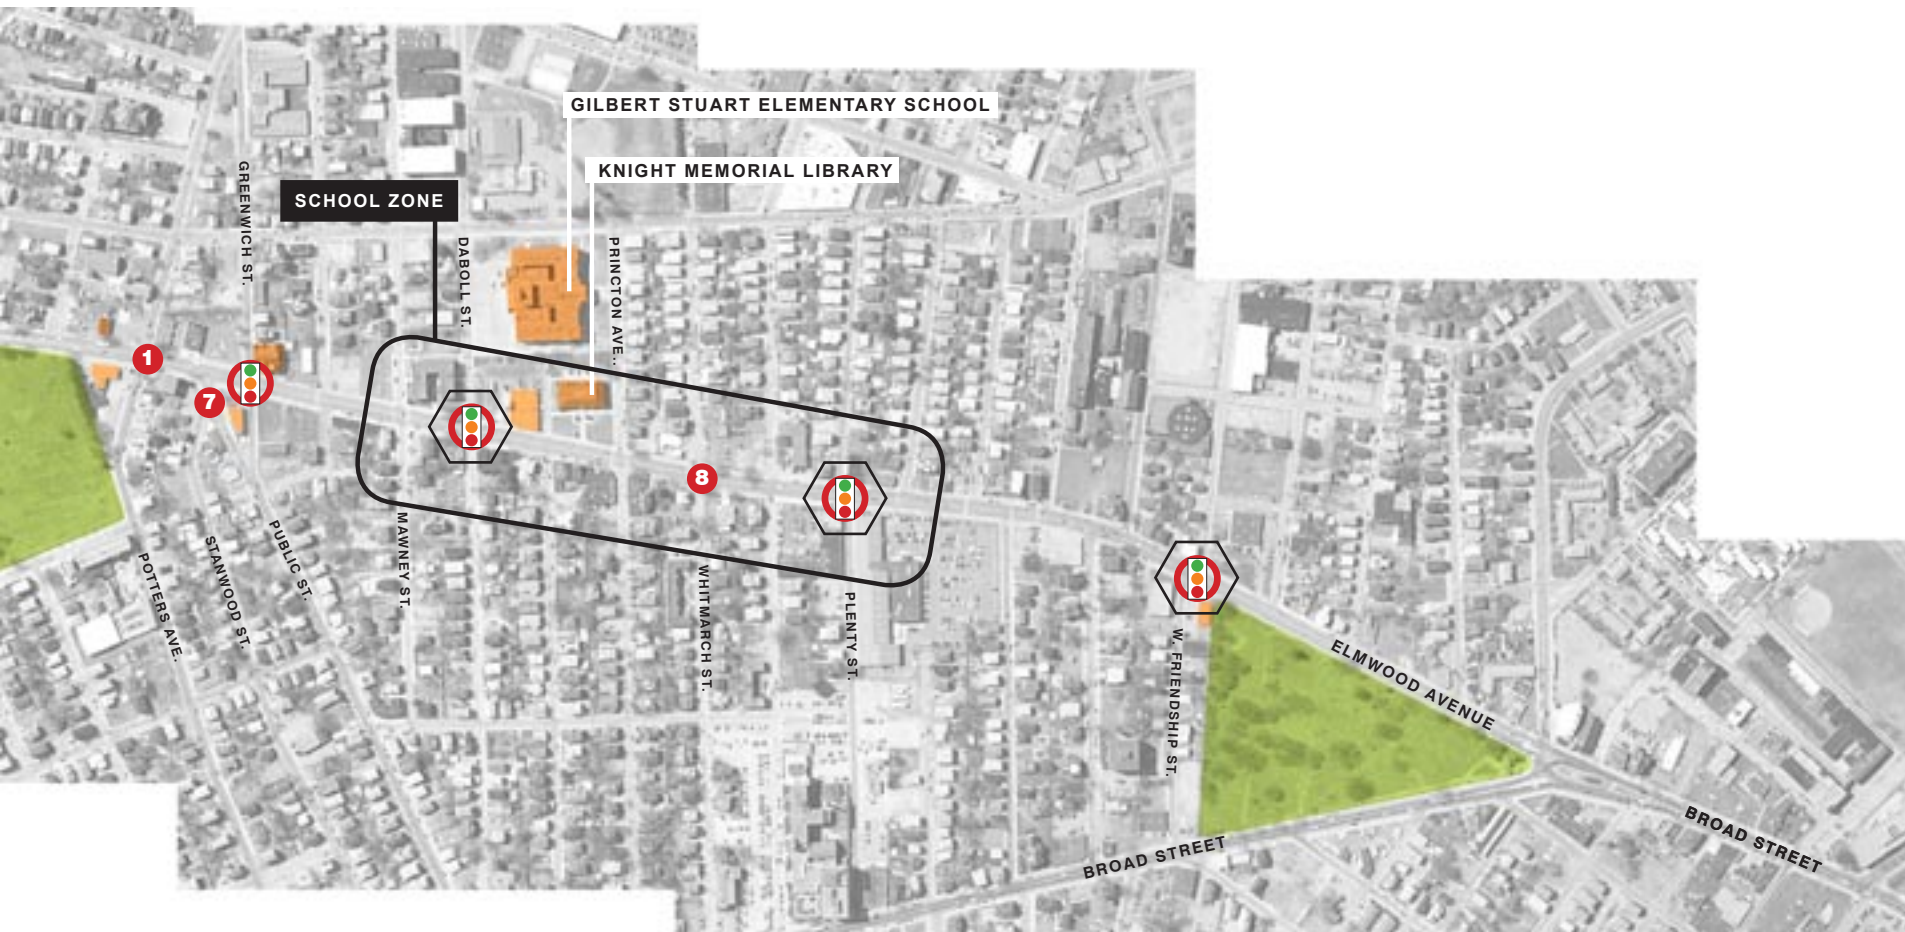 GILBERT STUART ELEMENTARY SCHOOL
KNIGHT MEMORIAL LIBRARY
SCHOOL ZONE
GREENWICH ST.
DABOLL ST.
PRINCTON AVE..
1
7
8
MAWNEY ST.
PUBLIC ST.
STANWOOD ST.
POTTERS AVE.
WHITMARCH ST.
PLENTY ST.
W. FRIENDSHIP ST.
ELMWOOD AVENUE
BROAD STREET
BROAD STREET